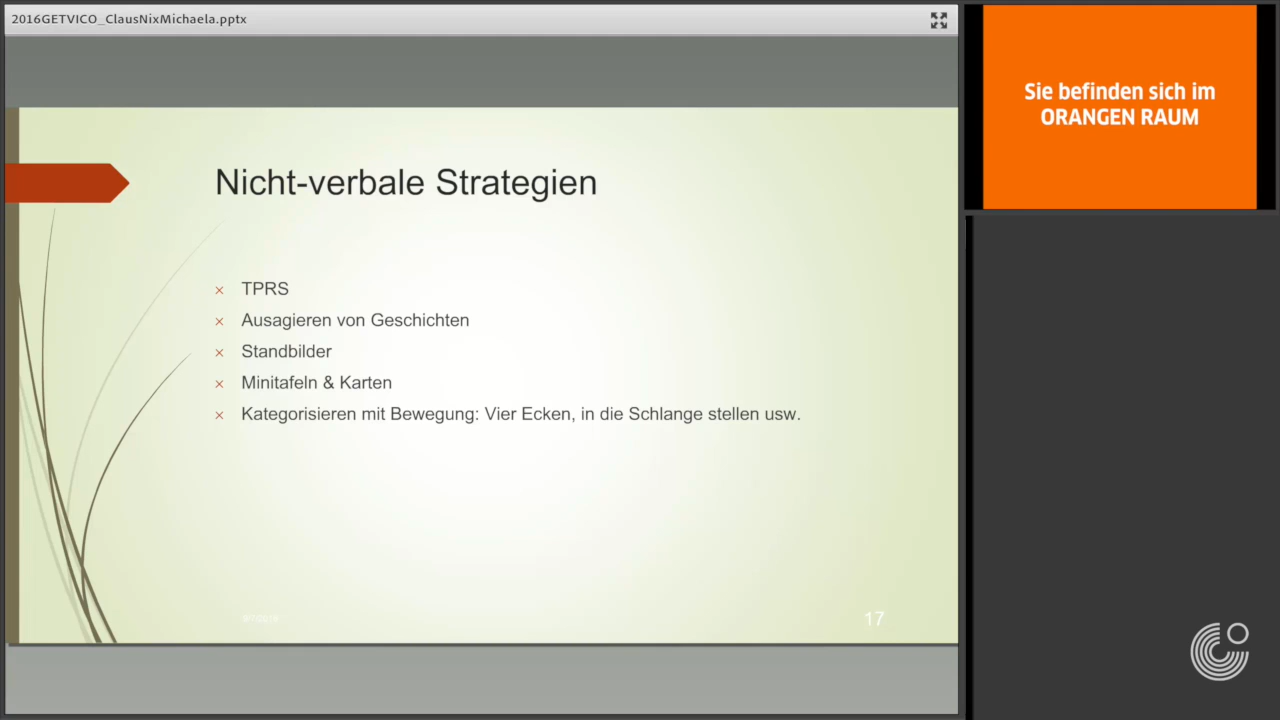 2016GETVICO_ClausNixMichaela.pptx
Sie befinden sich im
ORANGEN RAUM
Nicht-verbale Strategien
TPRS
Ausagieren von Geschichten
Standbilder
Minitafeln & Karten
Kategorisieren mit Bewegung: Vier Ecken, in die Schlange stellen usw.
17